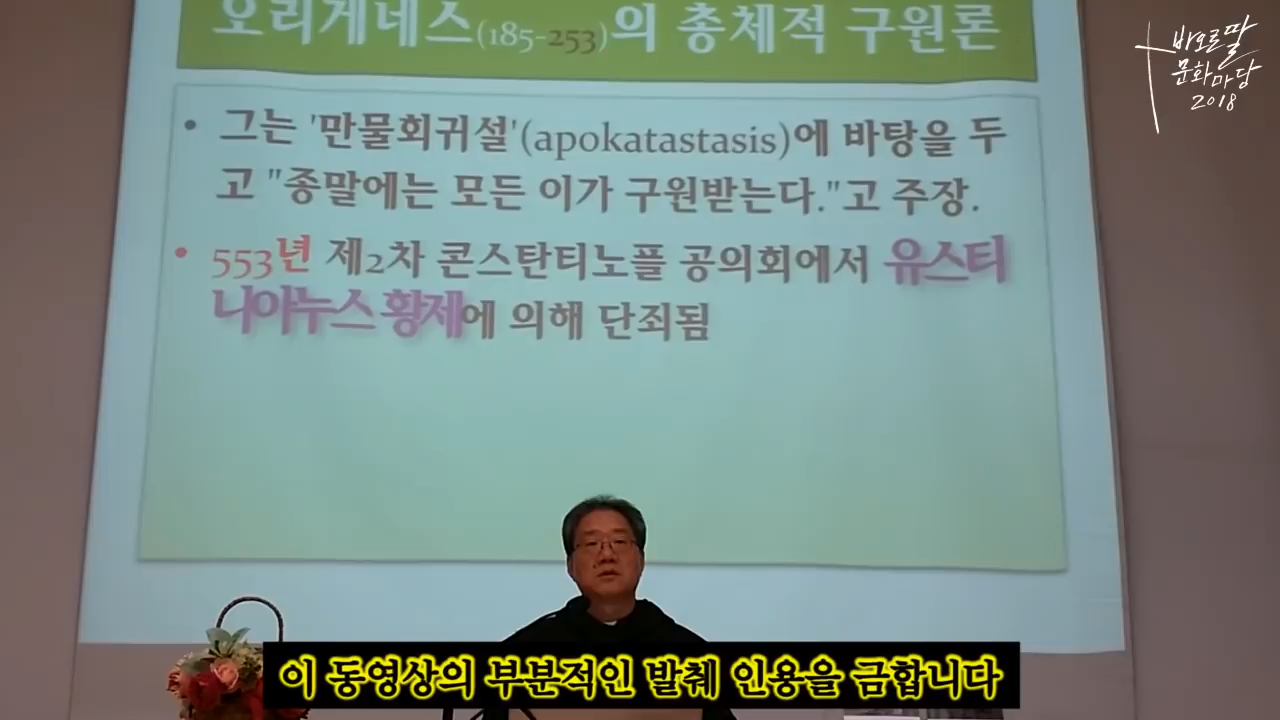 오리게네스(185-253)의 총체적 구원론
바오로딸
문화마당
2018
• 그는 '만물회귀설'(apokatastasis)에 바탕을 두
고 "종말에는 모든 이가 구원받는다."고 주장.
• 553년 제2차 콘스탄티노플 공의회에서 유스티
니아누스 황제에 의해 단죄됨
이 동영상의 부분적인 발췌 인용을 금합니다